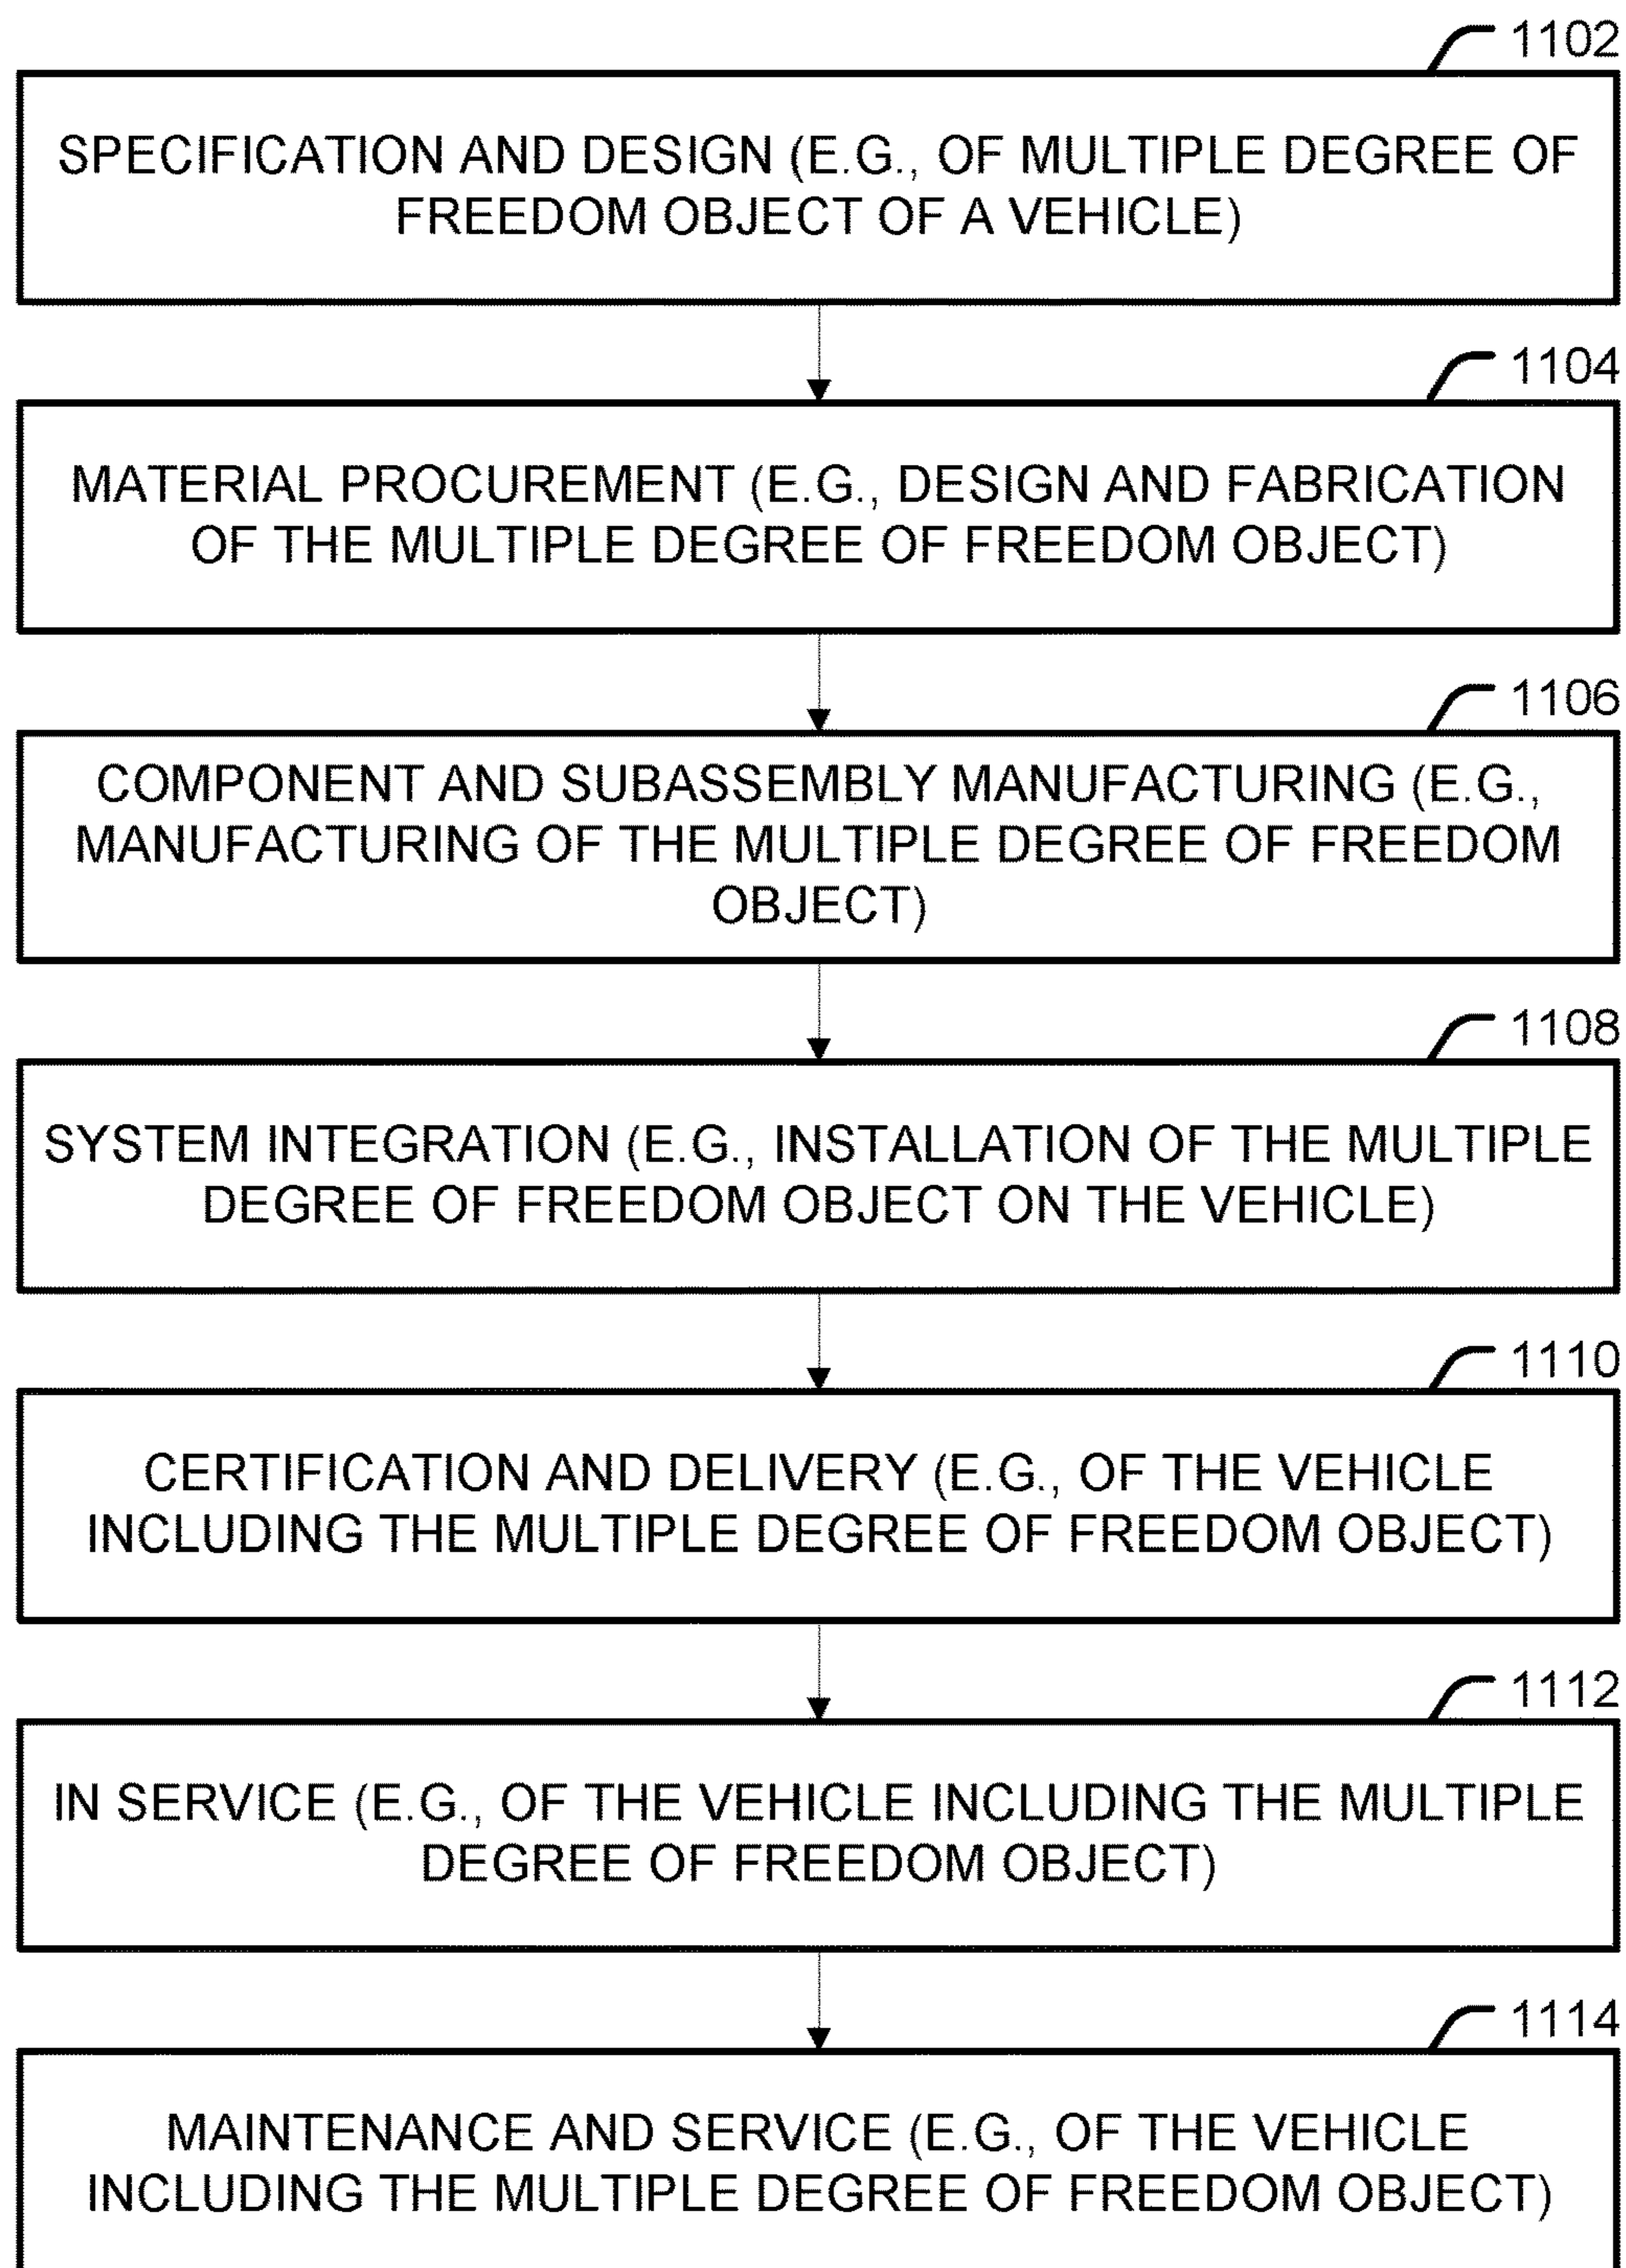 1102
SPECIFICATION AND DESIGN (E.G., OF MULTIPLE DEGREE OF
FREEDOM OBJECT OF A VEHICLE)
1104
MATERIAL PROCUREMENT (E.G., DESIGN AND FABRICATION
OF THE MULTIPLE DEGREE OF FREEDOM OBJECT)
1106
COMPONENT AND SUBASSEMBLY MANUFACTURING (E.G.,
MANUFACTURING OF THE MULTIPLE DEGREE OF FREEDOM
OBJECT)
1108
SYSTEM INTEGRATION (E.G., INSTALLATION OF THE MULTIPLE
DEGREE OF FREEDOM OBJECT ON THE VEHICLE)
1110
CERTIFICATION AND DELIVERY (E.G., OF THE VEHICLE
INCLUDING THE MULTIPLE DEGREE OF FREEDOM OBJECT)
1112
IN SERVICE (E.G., OF THE VEHICLE INCLUDING THE MULTIPLE
DEGREE OF FREEDOM OBJECT)
1114
MAINTENANCE AND SERVICE (E.G., OF THE VEHICLE
INCLUDING THE MULTIPLE DEGREE OF FREEDOM OBJECT)